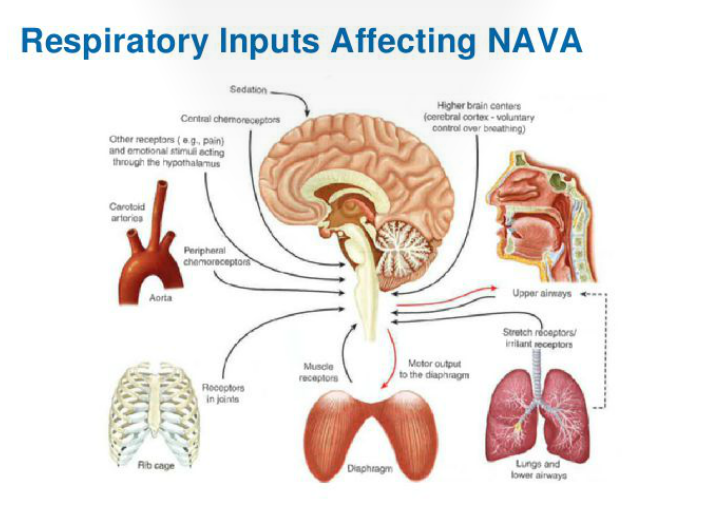 Respiratory Inputs Affecting NAVA
Sedation
Central chemoreceptors
Higher brain centers
(cerebral cortex - voluntary
control over breathing)
Other receptors ( e.g., pain)
and emotional stimuli acting
through the hypothalamus
Carotoid
arteries
Peripheral
chemoreceptors
Aorta
Upper airways
Stretch receptors/
irritant receptors
Muscle
receptors
Motor output
to the diaphragm
Receptors
in joints
Rib cage
Diaphragm
Lungs and
lower airways